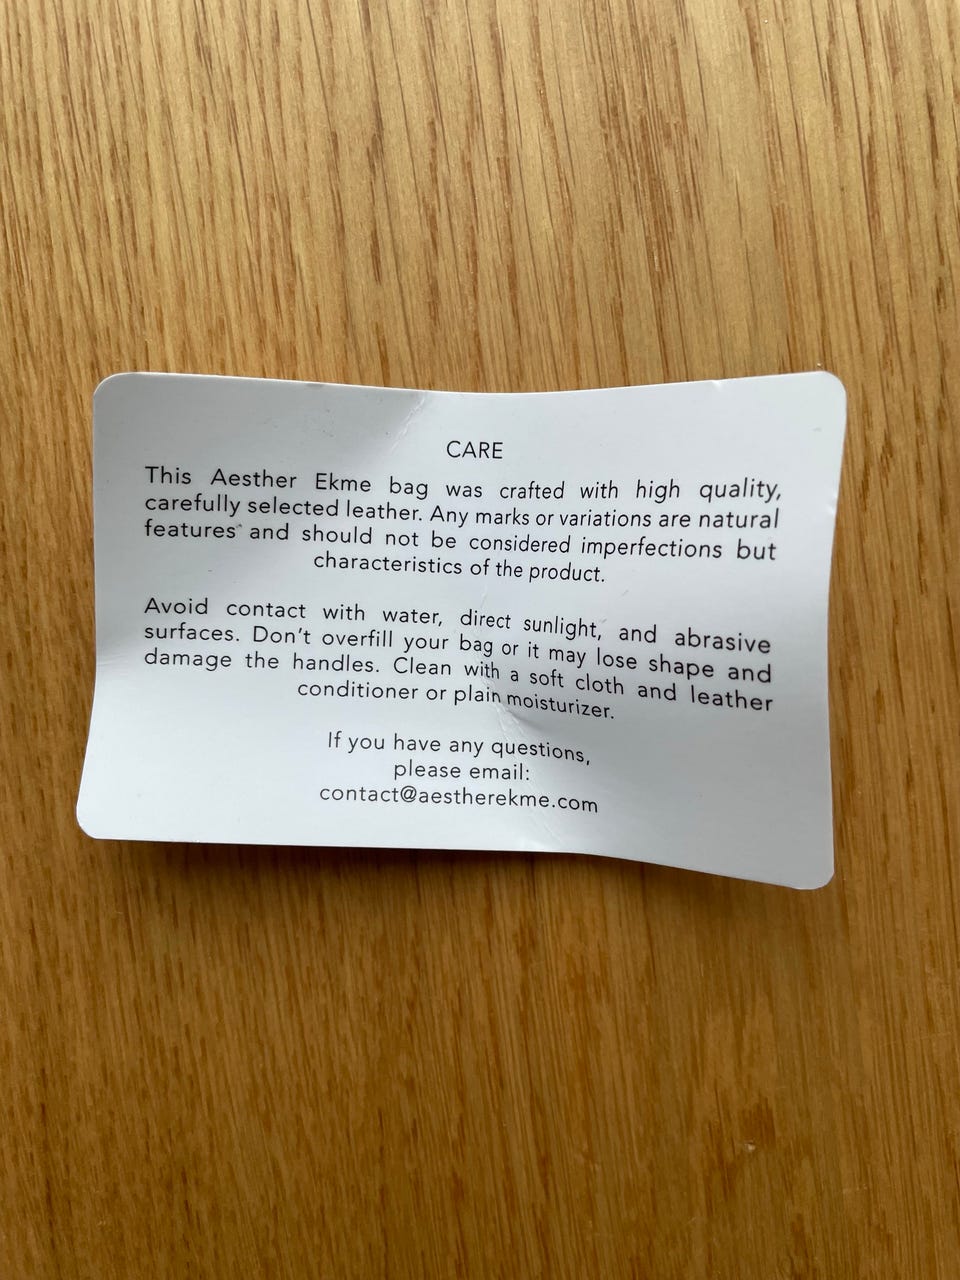 CARE
This Aesther Ekme bag was crafted with high quality,
carefully selected leather. Any marks or variations are natural
features and should not be considered imperfections but
characteristics of the product.
Avoid contact with water, direct sunlight, and abrasive
surfaces. Don't overfill your bag or it may lose shape and
damage the handles. Clean with a soft cloth and leather
conditioner or plain moisturizer.
If you have any questions,
please email:
contact@aestherekme.com